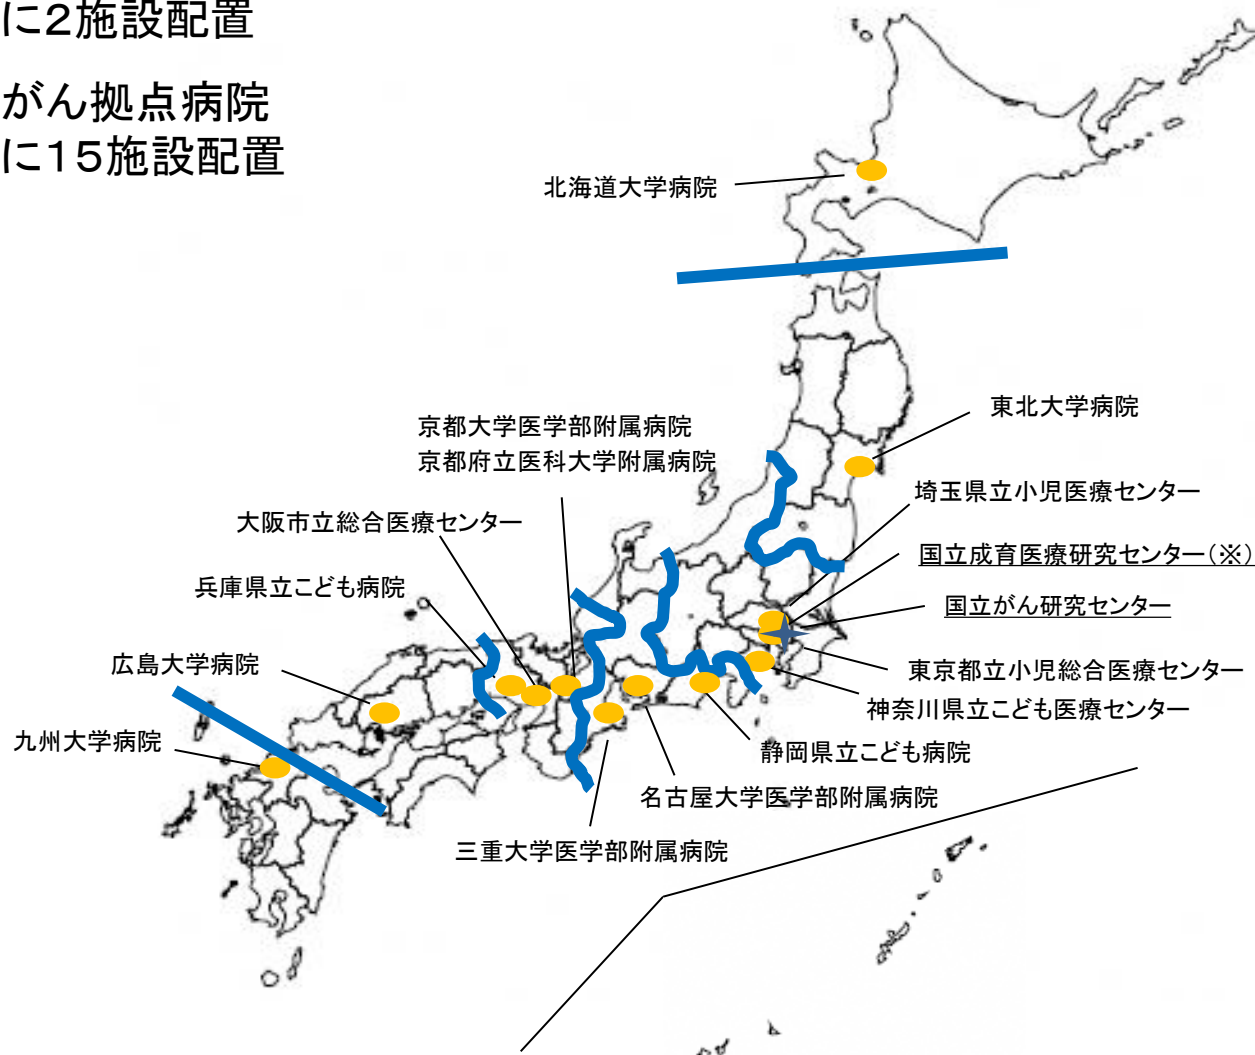 に2施設配置
がん拠点病院
に15施設配置
北海道大学病院
東北大学病院
京都大学医学部附属病院
京都府立医科大学附属病院
埼玉県立小児医療センター
大阪市立総合医療センター
国立成育医療研究センター(※)
兵庫県立こども病院
国立がん研究センター
広島大学病院
東京都立小児総合医療センター
神奈川県立こども医療センター
九州大学病院
静岡県立こども病院
名古屋大学医学部附属病院
三重大学医学部附属病院